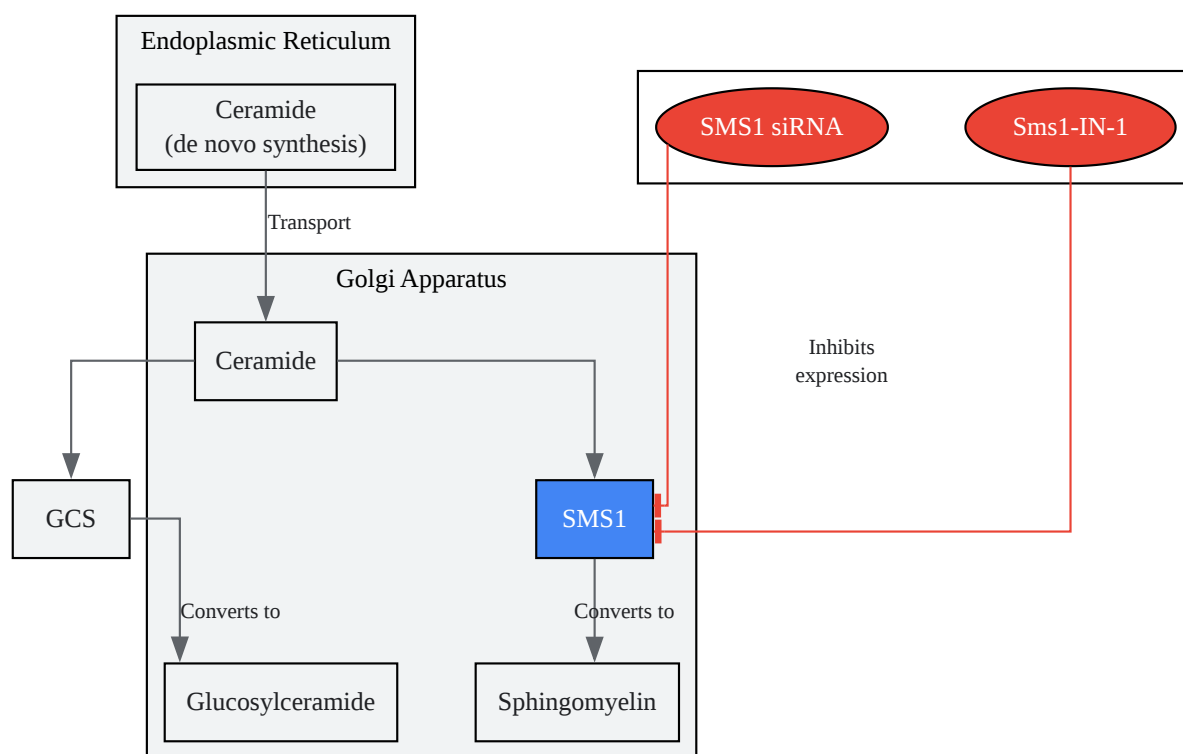 Endoplasmic Reticulum
Ceramide
(de novo synthesis)
SMS1 siRNA
Sms1-IN-1
Transport
Golgi Apparatus
Ceramide
Inhibits
expression
GCS
SMS1
Converts to
Converts to
Glucosylceramide
Sphingomyelin